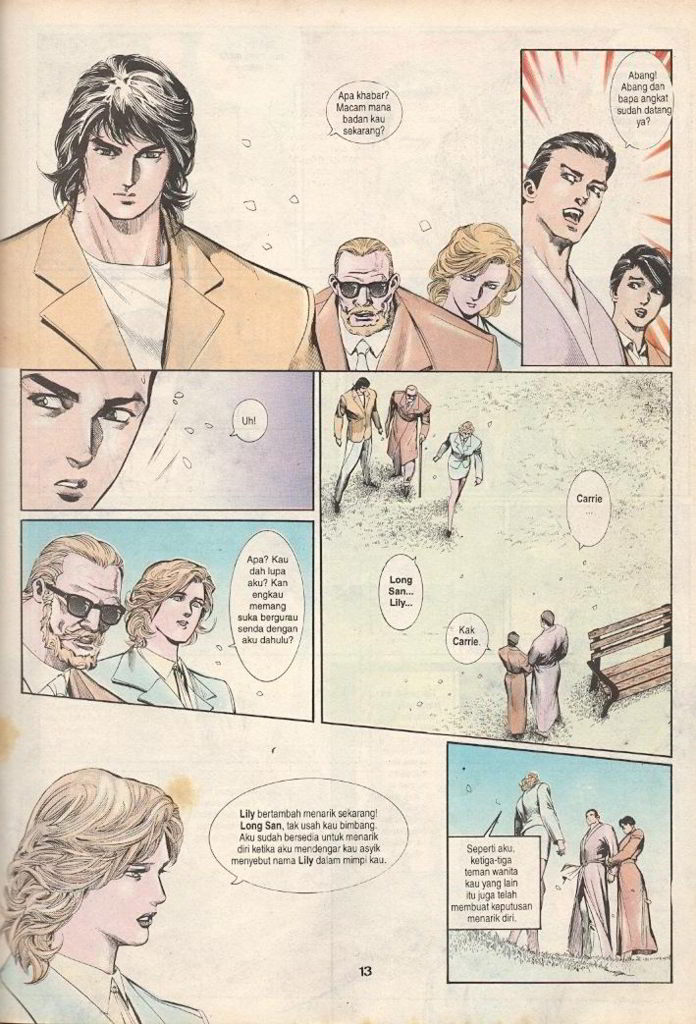 Apa khabar?
Macam mana
badan kau
sekarang?
Abang!
Abang dan
bapa angkat
sudah datang
ya?
Uh!
Carrie
...
Long
San...
Lily...
Kak
Carrie.
Apa? Kau
dah lupa
aku? Kan
engkau
memang
suka bergurau
senda dengan
aku dahulu?
Lily bertambah menarik sekarang!
Long San, tak usah kau bimbang.
Aku sudah bersedia untuk menarik
diri ketika aku mendengar kau asyik
menyebut nama Lily dalam mimpi kau.
Seperti aku,
ketiga-tiga
teman wanita
kau yang lain
itu juga telah
membuat keputusan
menarik diri.
13